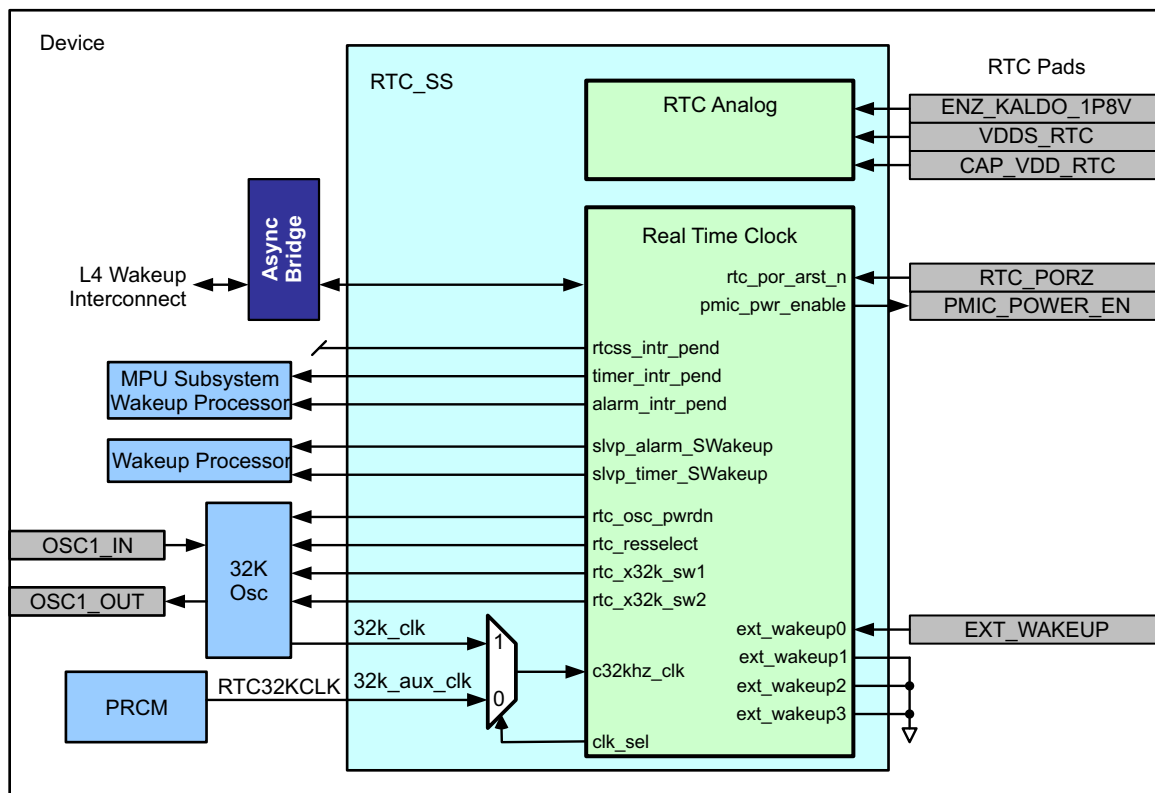 Device
RTC_SS
RTC Pads
RTC Analog
ENZ_KALDO_1P8V
VDDS_RTC
CAP_VDD_RTC
Async
Bridge
L4 Wakeup
Interconnect
Real Time Clock
rtc_por_arst_n
RTC_PORZ
pmic_pwr_enable
PMIC_POWER_EN
rtcss_intr_pend
MPU Subsystem
Wakeup Processor
timer_intr_pend
alarm_intr_pend
Wakeup Processor
slvp_alarm_SWakeup
slvp_timer_SWakeup
OSC1_IN
OSC1_OUT
32K
Osc
rtc_osc_pwrdn
rtc_resselect
rtc_x32k_sw1
rtc_x32k_sw2
32k_clk
1
ext_wakeup0
EXT_WAKEUP
ext_wakeup1
ext_wakeup2
ext_wakeup3
c32khz_clk
PRCM
RTC32KCLK
32k_aux_clk
0
clk_sel